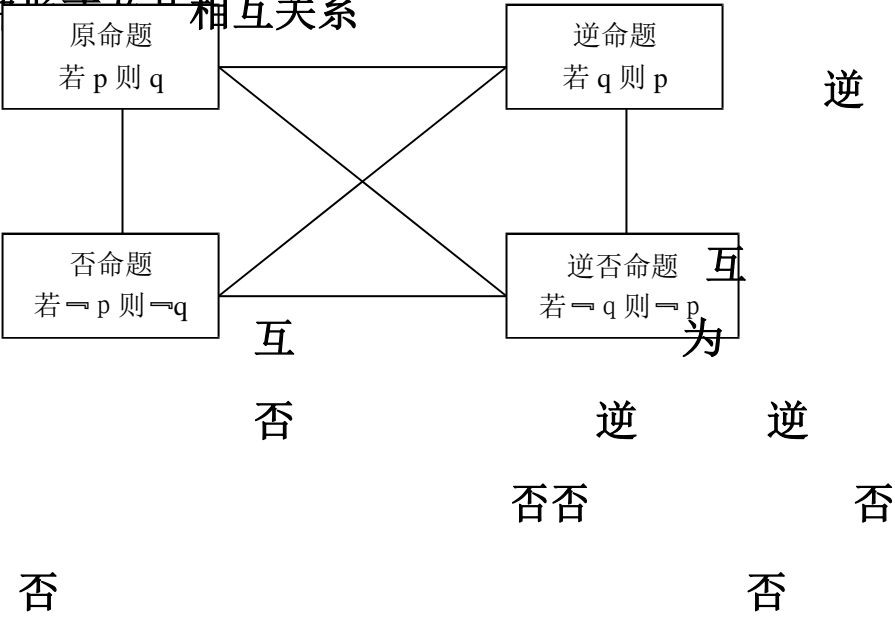 相互关系
原命题
若 p 则 q
逆命题
若 q 则 p
逆
否命题
若﹁ p 则﹁q
逆否命题
若﹁ q 则﹁ p
互
互
为
否
逆
逆
否否
否
否
否